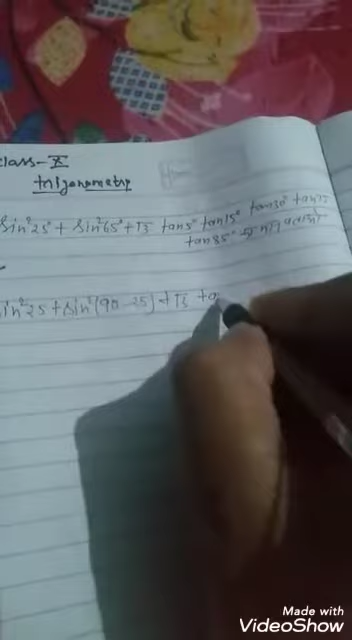 class-X
trigonometry
sin²25° + sin²65° + √3 tan5° tan15° tan30° tan75°
tan85°
sin²25 + sin²(90-25) + √3 ta
Made with
VideoShow